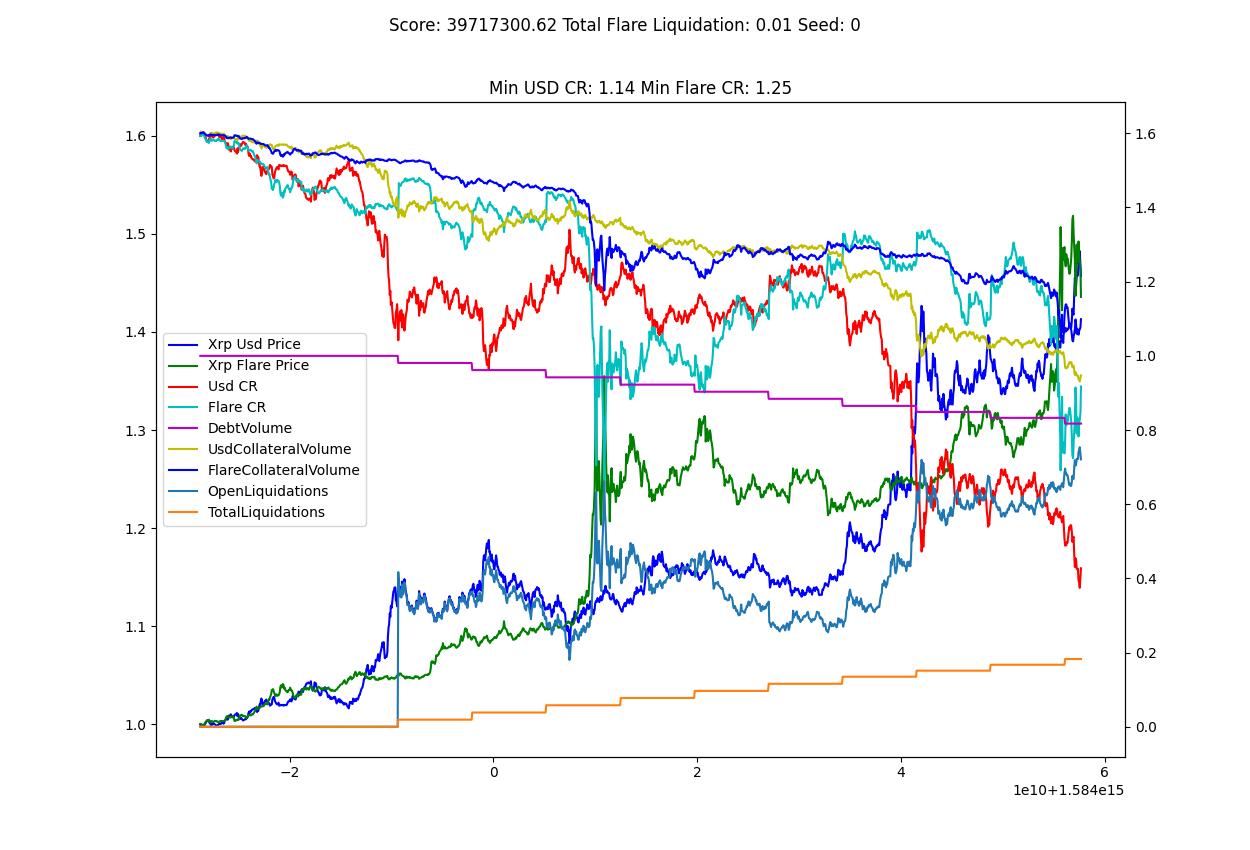 Score: 39717300.62 Total Flare Liquidation: 0.01 Seed: 0
Min USD CR: 1.14 Min Flare CR: 1.25
1.6
1.5
1.4
1.3
1.2
1.1
1.0
Xrp Usd Price
Xrp Flare Price
Usd CR
Flare CR
DebtVolume
UsdCollateralVolume
FlareCollateralVolume
OpenLiquidations
TotalLiquidations
1.6
1.4
1.2
1.0
0.8
0.6
0.4
0.2
0.0
−2 0 2 4 6
1e10+1.584e15